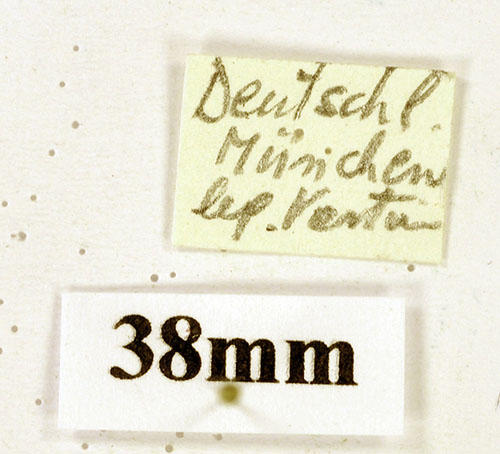 Deutschl.
München
leg.
38mm